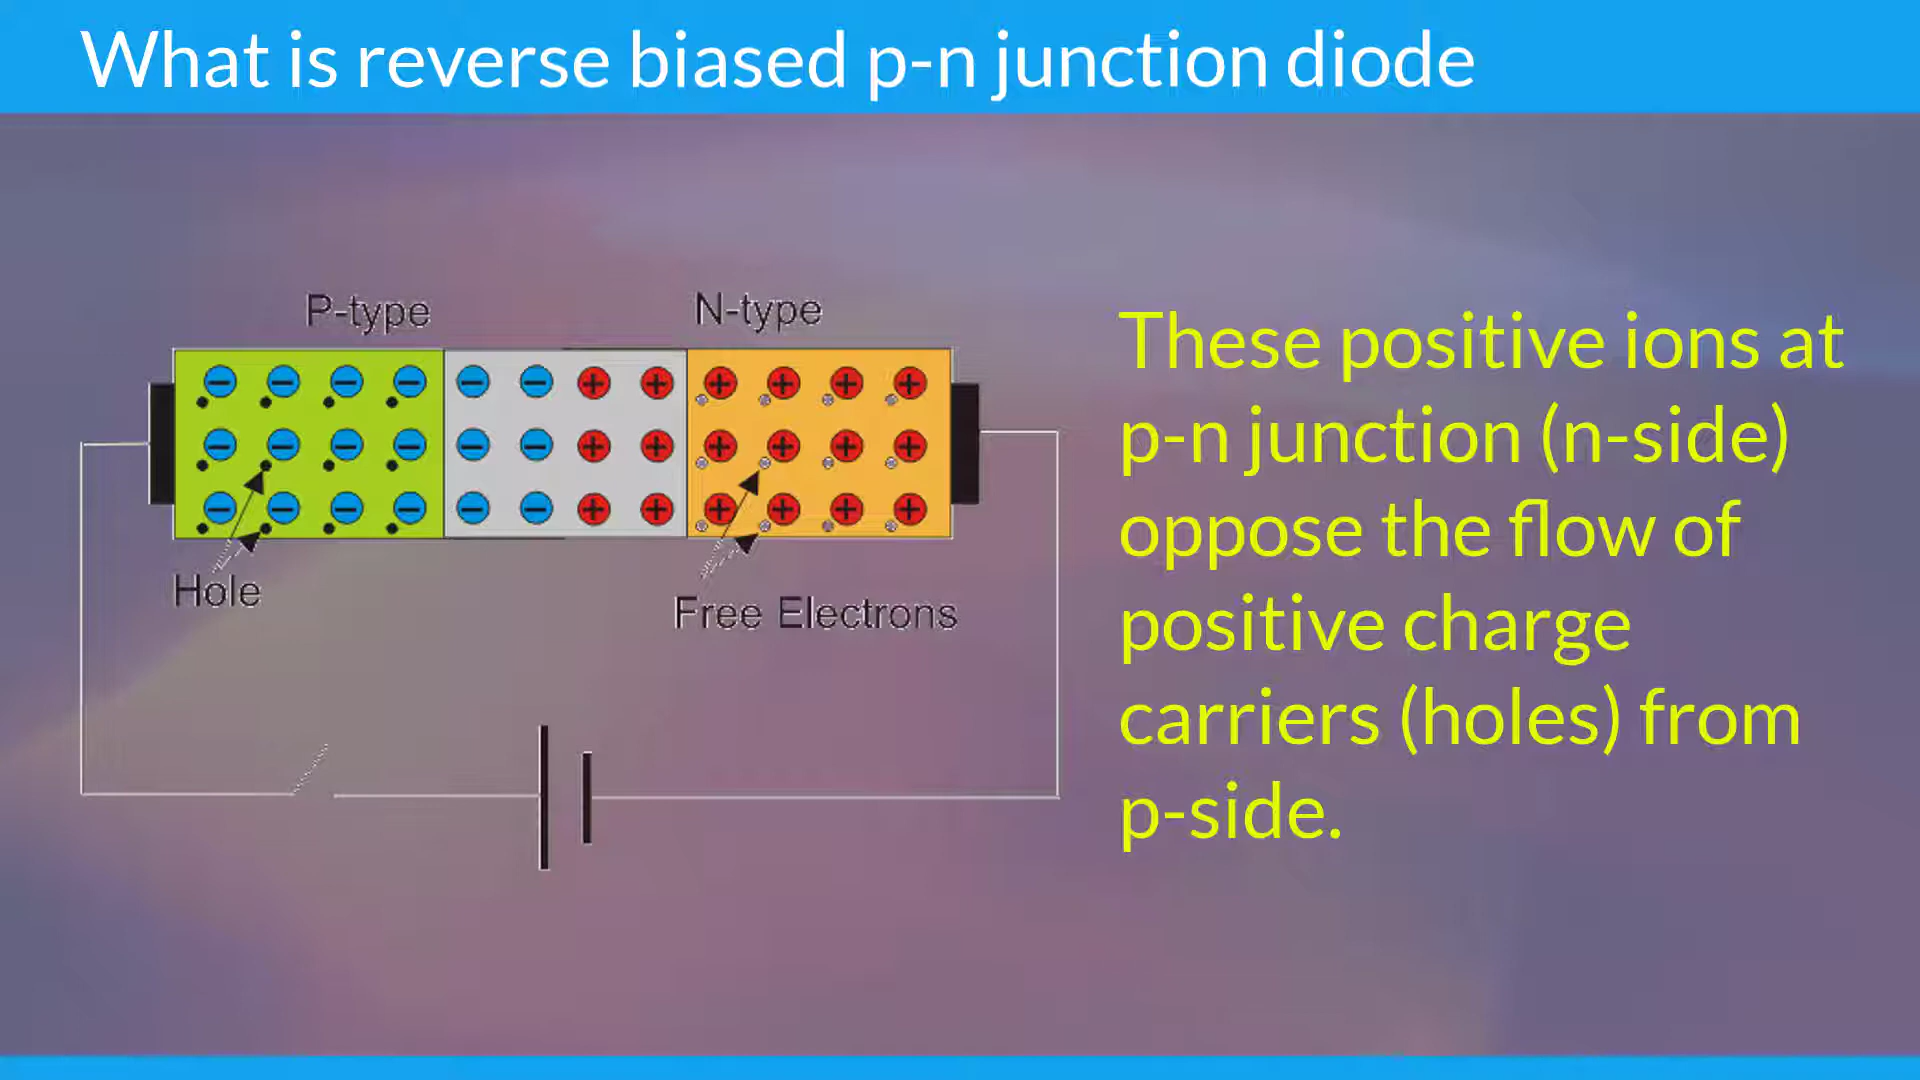 What is reverse biased p-n junction diode
P-type
N-type
Hole
Free Electrons
These positive ions at
p-n junction (n-side)
oppose the flow of
positive charge
carriers (holes) from
p-side.